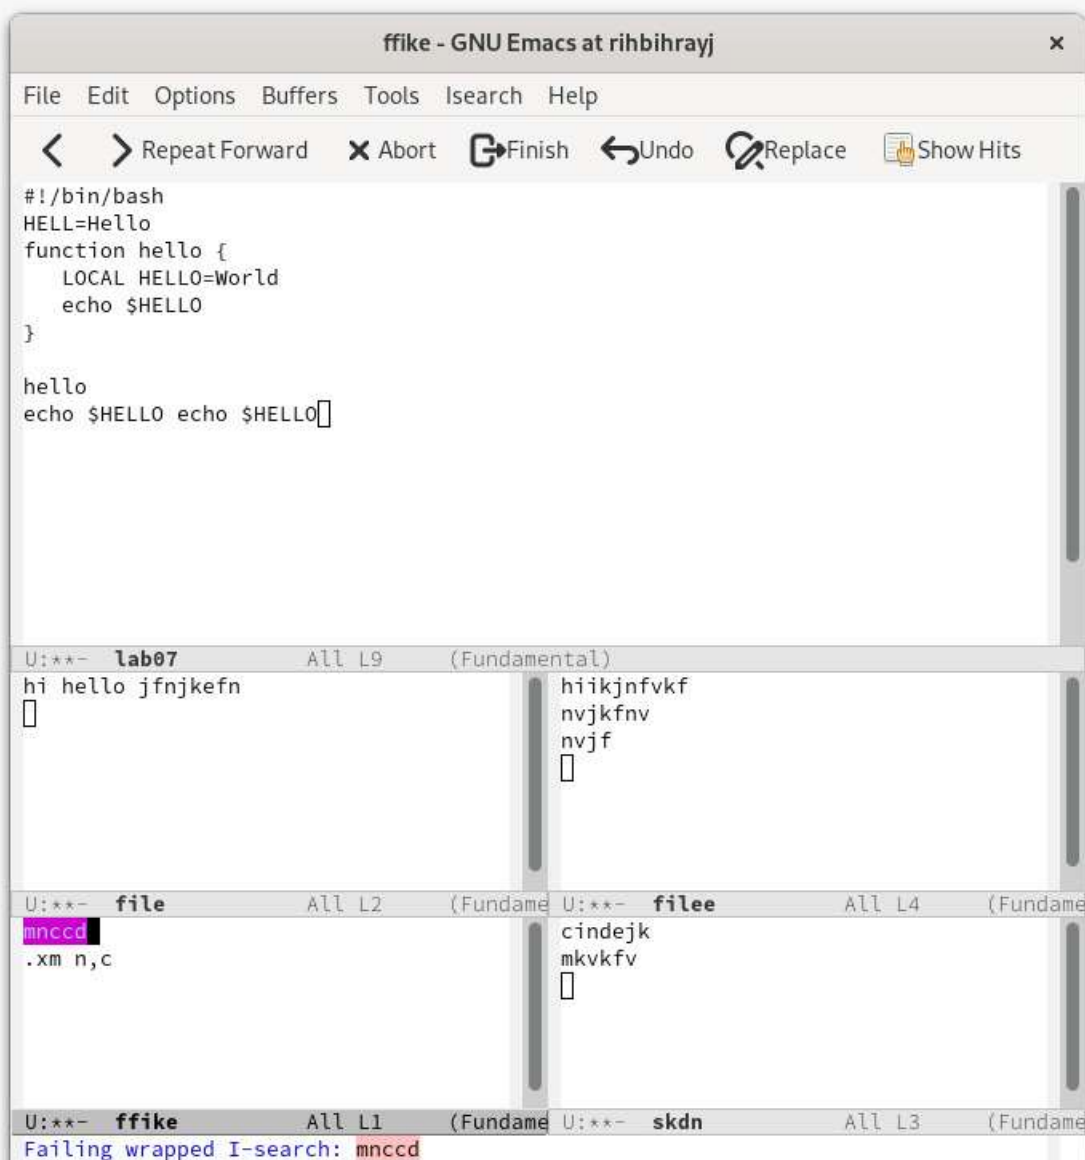 ffike - GNU Emacs at rihbihrayj ×
File Edit Options Buffers Tools Isearch Help
Repeat Forward Abort Finish Undo Replace Show Hits
#!/bin/bash
HELL=Hello
function hello {
   LOCAL HELLO=World
   echo $HELLO
}
hello
echo $HELLO echo $HELLO
U:**-  lab07          All L9     (Fundamental)
hi hello jfnjkefn
U:**-  file           All L2     (Fundame
hiikjnfvkf
nvjkfnv
nvjf
U:**-  filee          All L4     (Fundame
mnccd
.xm n,c
U:**-  ffike          All L1     (Fundame
cindejk
mkvkfv
U:**-  skdn           All L3     (Fundame
Failing wrapped I-search: mnccd